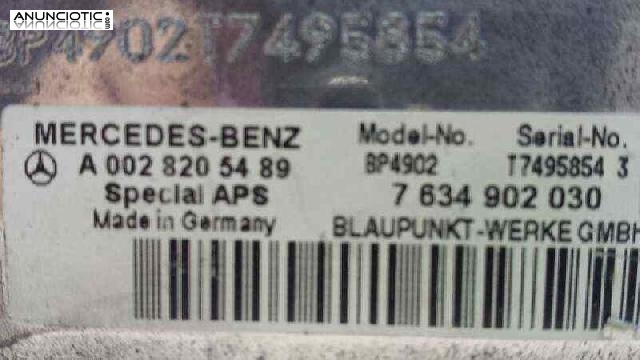 ANUNCIOTIC.com
BP4902T7495854
MERCEDES-BENZ Model-No. Serial-No.
A 002 820 54 89 BP4902 T7495854 3
Special APS 7 634 902 030
Made in Germany BLAUPUNKT-WERKE GMBH